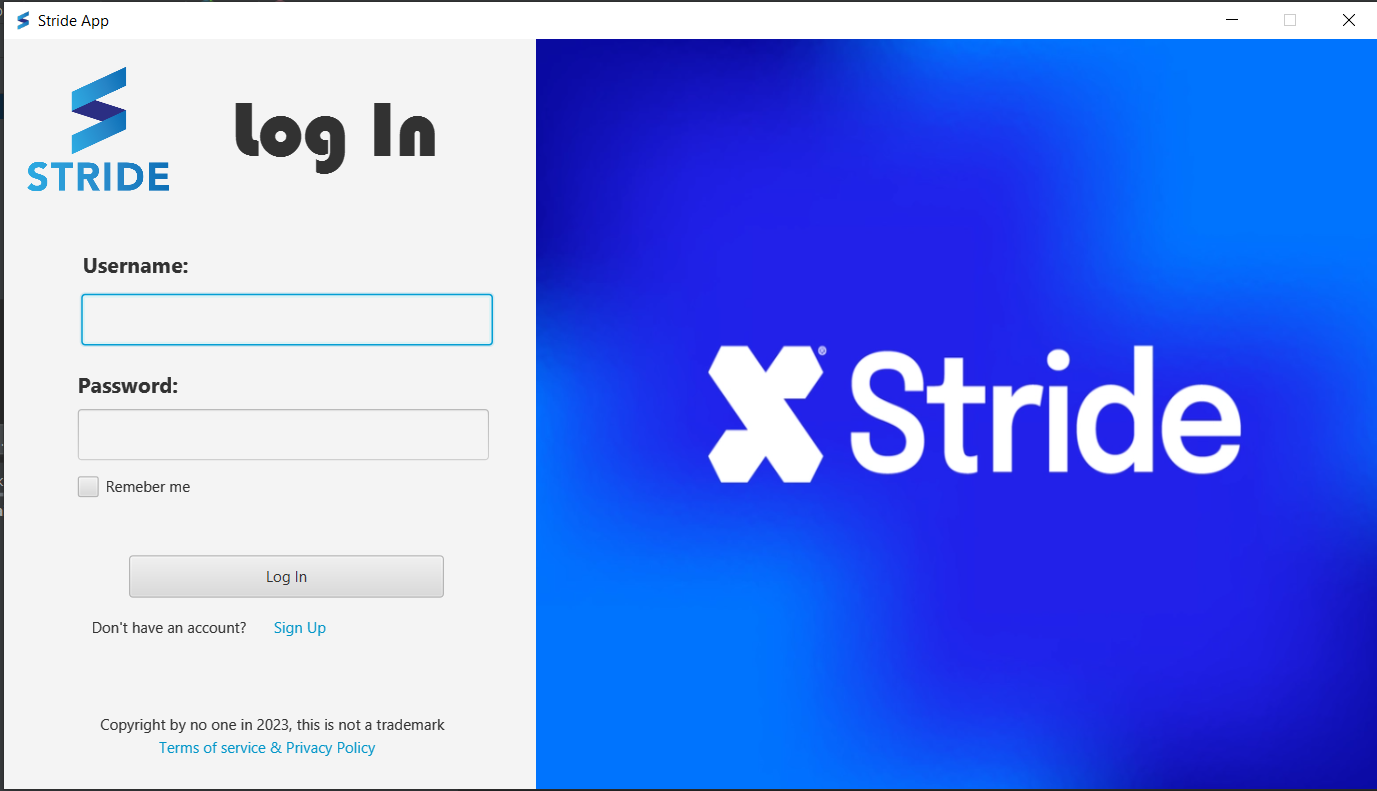 Stride App
STRIDE
Log In
Username:
Password:
Remeber me
Log In
Don't have an account? Sign Up
Copyright by no one in 2023, this is not a trademark
Terms of service & Privacy Policy
Stride
®